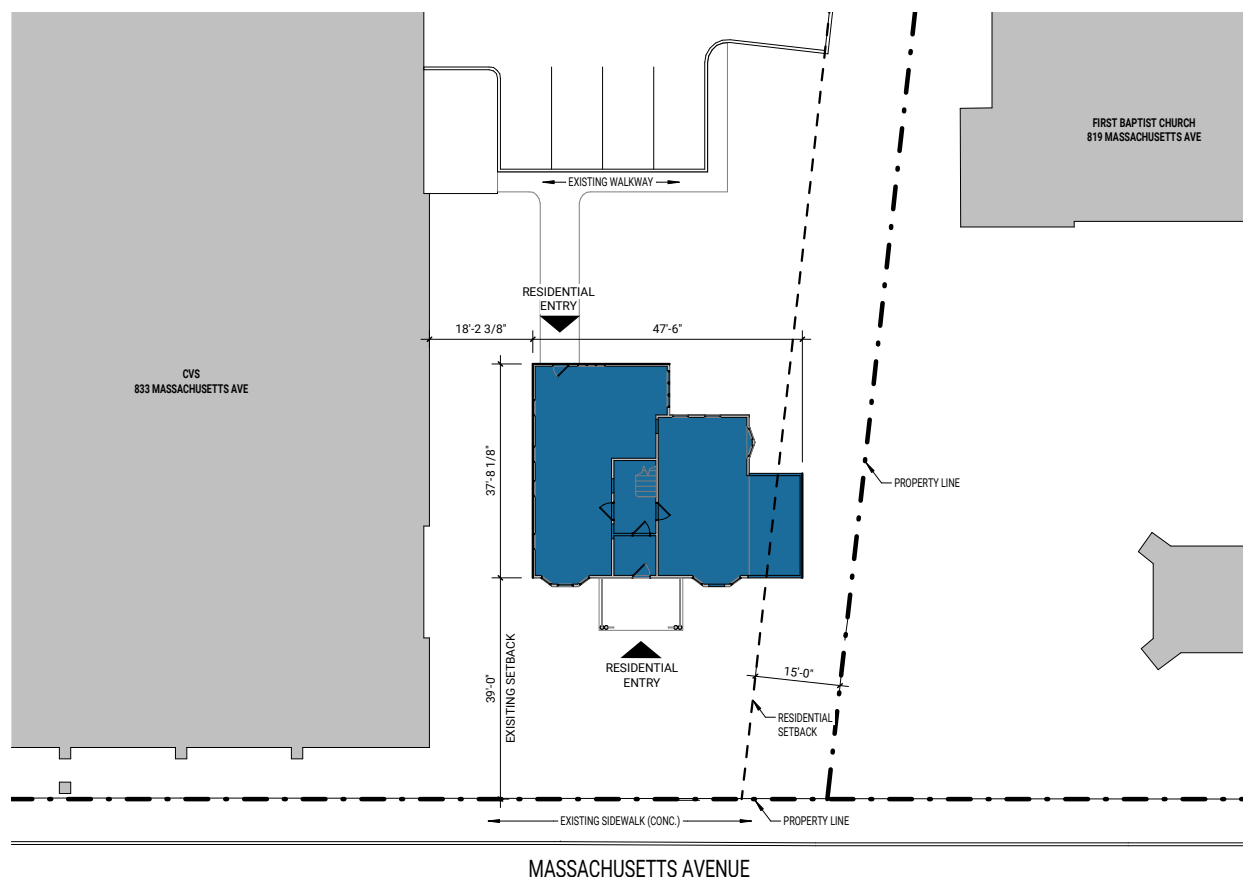 FIRST BAPTIST CHURCH
819 MASSACHUSETTS AVE
EXISTING WALKWAY
RESIDENTIAL
ENTRY
18'-2 3/8"
47'-6"
CVS
833 MASSACHUSETTS AVE
37'-8 1/8"
PROPERTY LINE
39'-0"
EXISITING SETBACK
RESIDENTIAL
ENTRY
15'-0"
RESIDENTIAL
SETBACK
EXISTING SIDEWALK (CONC.)
PROPERTY LINE
MASSACHUSETTS AVENUE